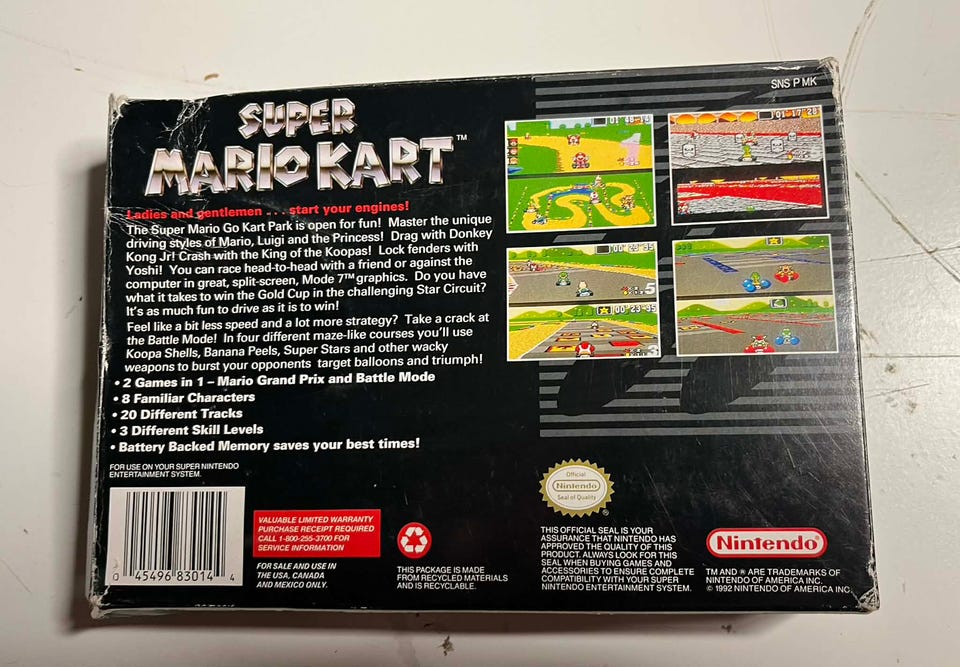 SNS P MK
SUPER
MARIO KART™
Ladies and gentlemen . . . start your engines!
The Super Mario Go Kart Park is open for fun! Master the unique
driving styles of Mario, Luigi and the Princess! Drag with Donkey
Kong Jr! Crash with the King of the Koopas! Lock fenders with
Yoshi! You can race head-to-head with a friend or against the
computer in great, split-screen, Mode 7™ graphics. Do you have
what it takes to win the Gold Cup in the challenging Star Circuit?
It's as much fun to drive as it is to win!
Feel like a bit less speed and a lot more strategy? Take a crack at
the Battle Mode! In four different maze-like courses you'll use
Koopa Shells, Banana Peels, Super Stars and other wacky
weapons to burst your opponents target balloons and triumph!
• 2 Games in 1 – Mario Grand Prix and Battle Mode
• 8 Familiar Characters
• 20 Different Tracks
• 3 Different Skill Levels
• Battery Backed Memory saves your best times!
FOR USE ON YOUR SUPER NINTENDO
ENTERTAINMENT SYSTEM.
0 45496 83014 4
VALUABLE LIMITED WARRANTY
PURCHASE RECEIPT REQUIRED
CALL 1-800-255-3700 FOR
SERVICE INFORMATION
FOR SALE AND USE IN
THE USA, CANADA
AND MEXICO ONLY.
THIS PACKAGE IS MADE
FROM RECYCLED MATERIALS
AND IS RECYCLABLE.
01'17"28
00'23"95
5
00'23"95
3
Official
Nintendo
Seal of Quality
®
THIS OFFICIAL SEAL IS YOUR
ASSURANCE THAT NINTENDO HAS
APPROVED THE QUALITY OF THIS
PRODUCT. ALWAYS LOOK FOR THIS
SEAL WHEN BUYING GAMES AND
ACCESSORIES TO ENSURE COMPLETE
COMPATIBILITY WITH YOUR SUPER
NINTENDO ENTERTAINMENT SYSTEM.
Nintendo®
TM AND ® ARE TRADEMARKS OF
NINTENDO OF AMERICA INC.
© 1992 NINTENDO OF AMERICA INC.